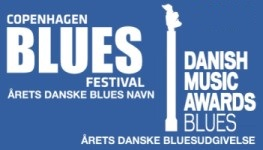 COPENHAGEN
BLUES
FESTIVAL
ÅRETS DANSKE BLUES NAVN
DANISH
MUSIC
AWARDS
BLUES
ÅRETS DANSKE BLUESUDGIVELSE